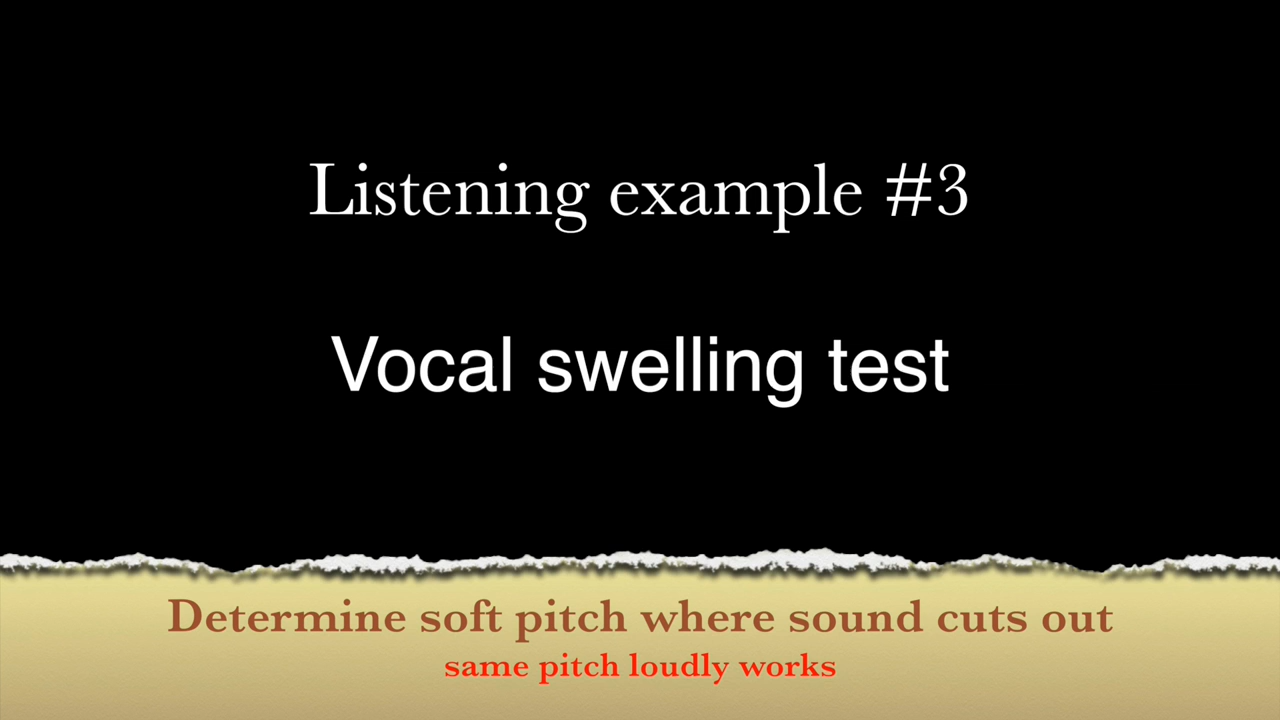 Listening example #3
Vocal swelling test
Determine soft pitch where sound cuts out
same pitch loudly works